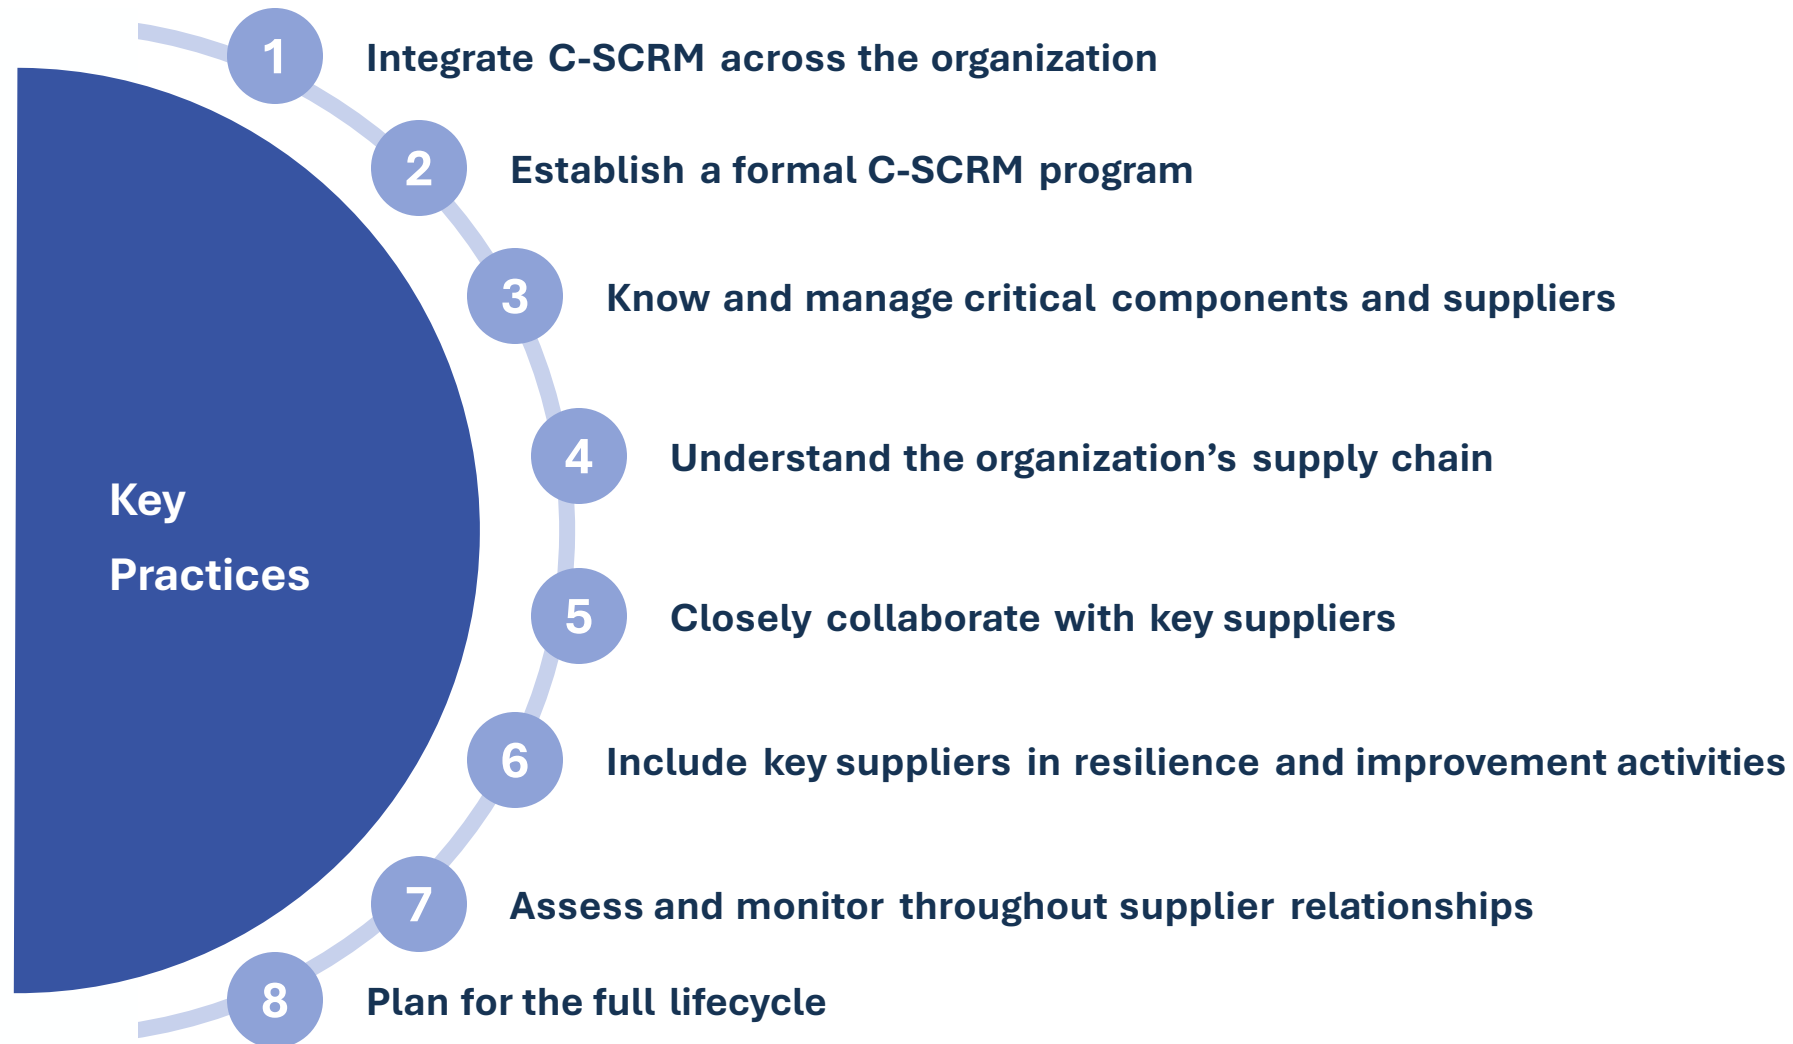 Key
Practices
1 Integrate C-SCRM across the organization
2 Establish a formal C-SCRM program
3 Know and manage critical components and suppliers
4 Understand the organization’s supply chain
5 Closely collaborate with key suppliers
6 Include key suppliers in resilience and improvement activities
7 Assess and monitor throughout supplier relationships
8 Plan for the full lifecycle